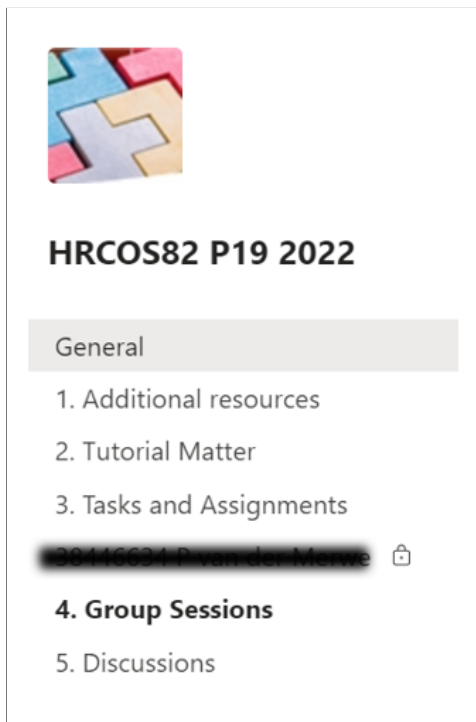 HRCOS82 P19 2022
General
1. Additional resources
2. Tutorial Matter
3. Tasks and Assignments
4. Group Sessions
5. Discussions